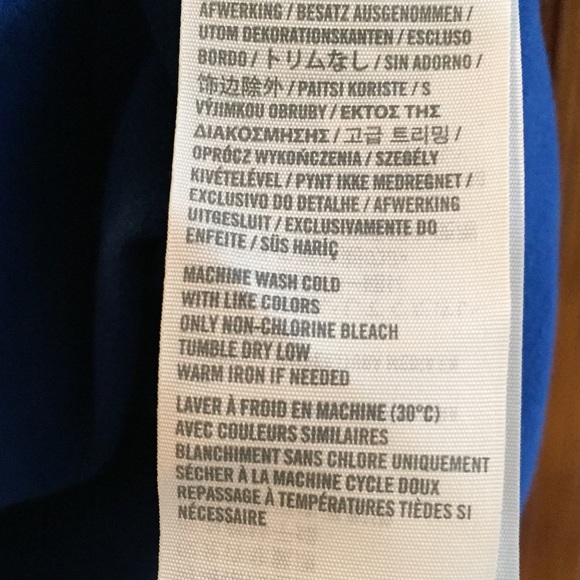 AFWERKING / BESATZ AUSGENOMMEN /
UTOM DEKORATIONSKANTEN / ESCLUSO
BORDO / トリムなし / SIN ADORNO /
饰边除外 / PAITSI KORISTE / S
VÝJIMKOU OBRUBY / ΕΚΤΟΣ ΤΗΣ
ΔΙΑΚΟΣΜΗΣΗΣ / 고급 트리밍 /
OPRÓCZ WYKOŃCZENIA / SZEGÉLY
KIVÉTELÉVEL / PYNT IKKE MEDREGNET /
EXCLUSIVO DO DETALHE / AFWERKING
UITGESLUIT / EXCLUSIVAMENTE DO
ENFEITE / SÜS HARİÇ
MACHINE WASH COLD
WITH LIKE COLORS
ONLY NON-CHLORINE BLEACH
TUMBLE DRY LOW
WARM IRON IF NEEDED
LAVER À FROID EN MACHINE (30°C)
AVEC COULEURS SIMILAIRES
BLANCHIMENT SANS CHLORE UNIQUEMENT
SÉCHER À LA MACHINE CYCLE DOUX
REPASSAGE À TEMPÉRATURES TIÈDES SI
NÉCESSAIRE